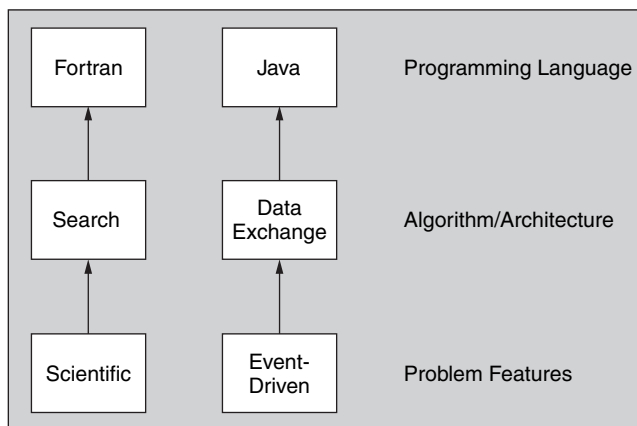 Fortran
Java
Programming Language
Search
Data
Exchange
Algorithm/Architecture
Scientific
Event-
Driven
Problem Features